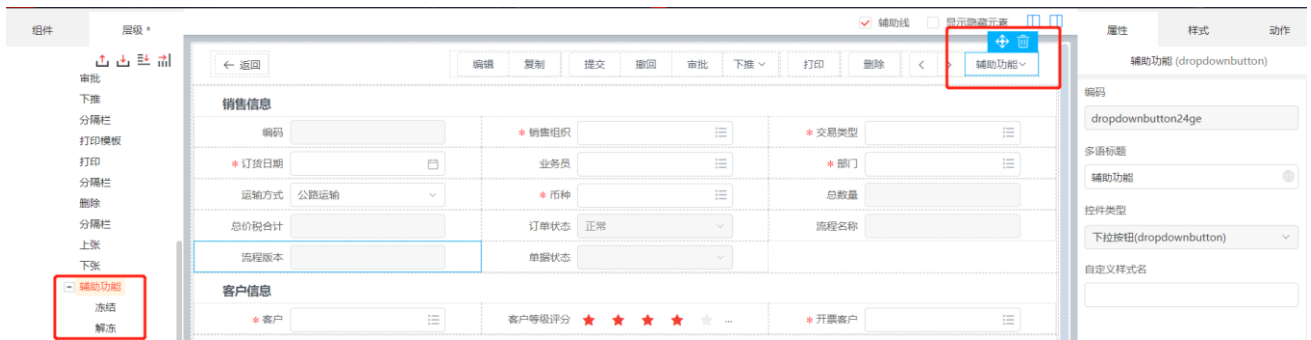 组件 层级 * 辅助线 显示隐藏元素 属性 样式 动作
审批
下推
分隔栏
打印模板
打印
分隔栏
删除
分隔栏
上张
下张
辅助功能
冻结
解冻
← 返回 编辑 复制 提交 撤回 审批 下推 打印 删除 < > 辅助功能
销售信息
编码 * 销售组织 * 交易类型
* 订货日期 业务员 * 部门
运输方式 公路运输 * 币种 总数量
总价税合计 订单状态 正常 流程名称
流程版本 单据状态
客户信息
* 客户 客户等级评分 ... * 开票客户
辅助功能 (dropdownbutton)
编码
dropdownbutton24ge
多语标题
辅助功能
控件类型
下拉按钮(dropdownbutton)
自定义样式名